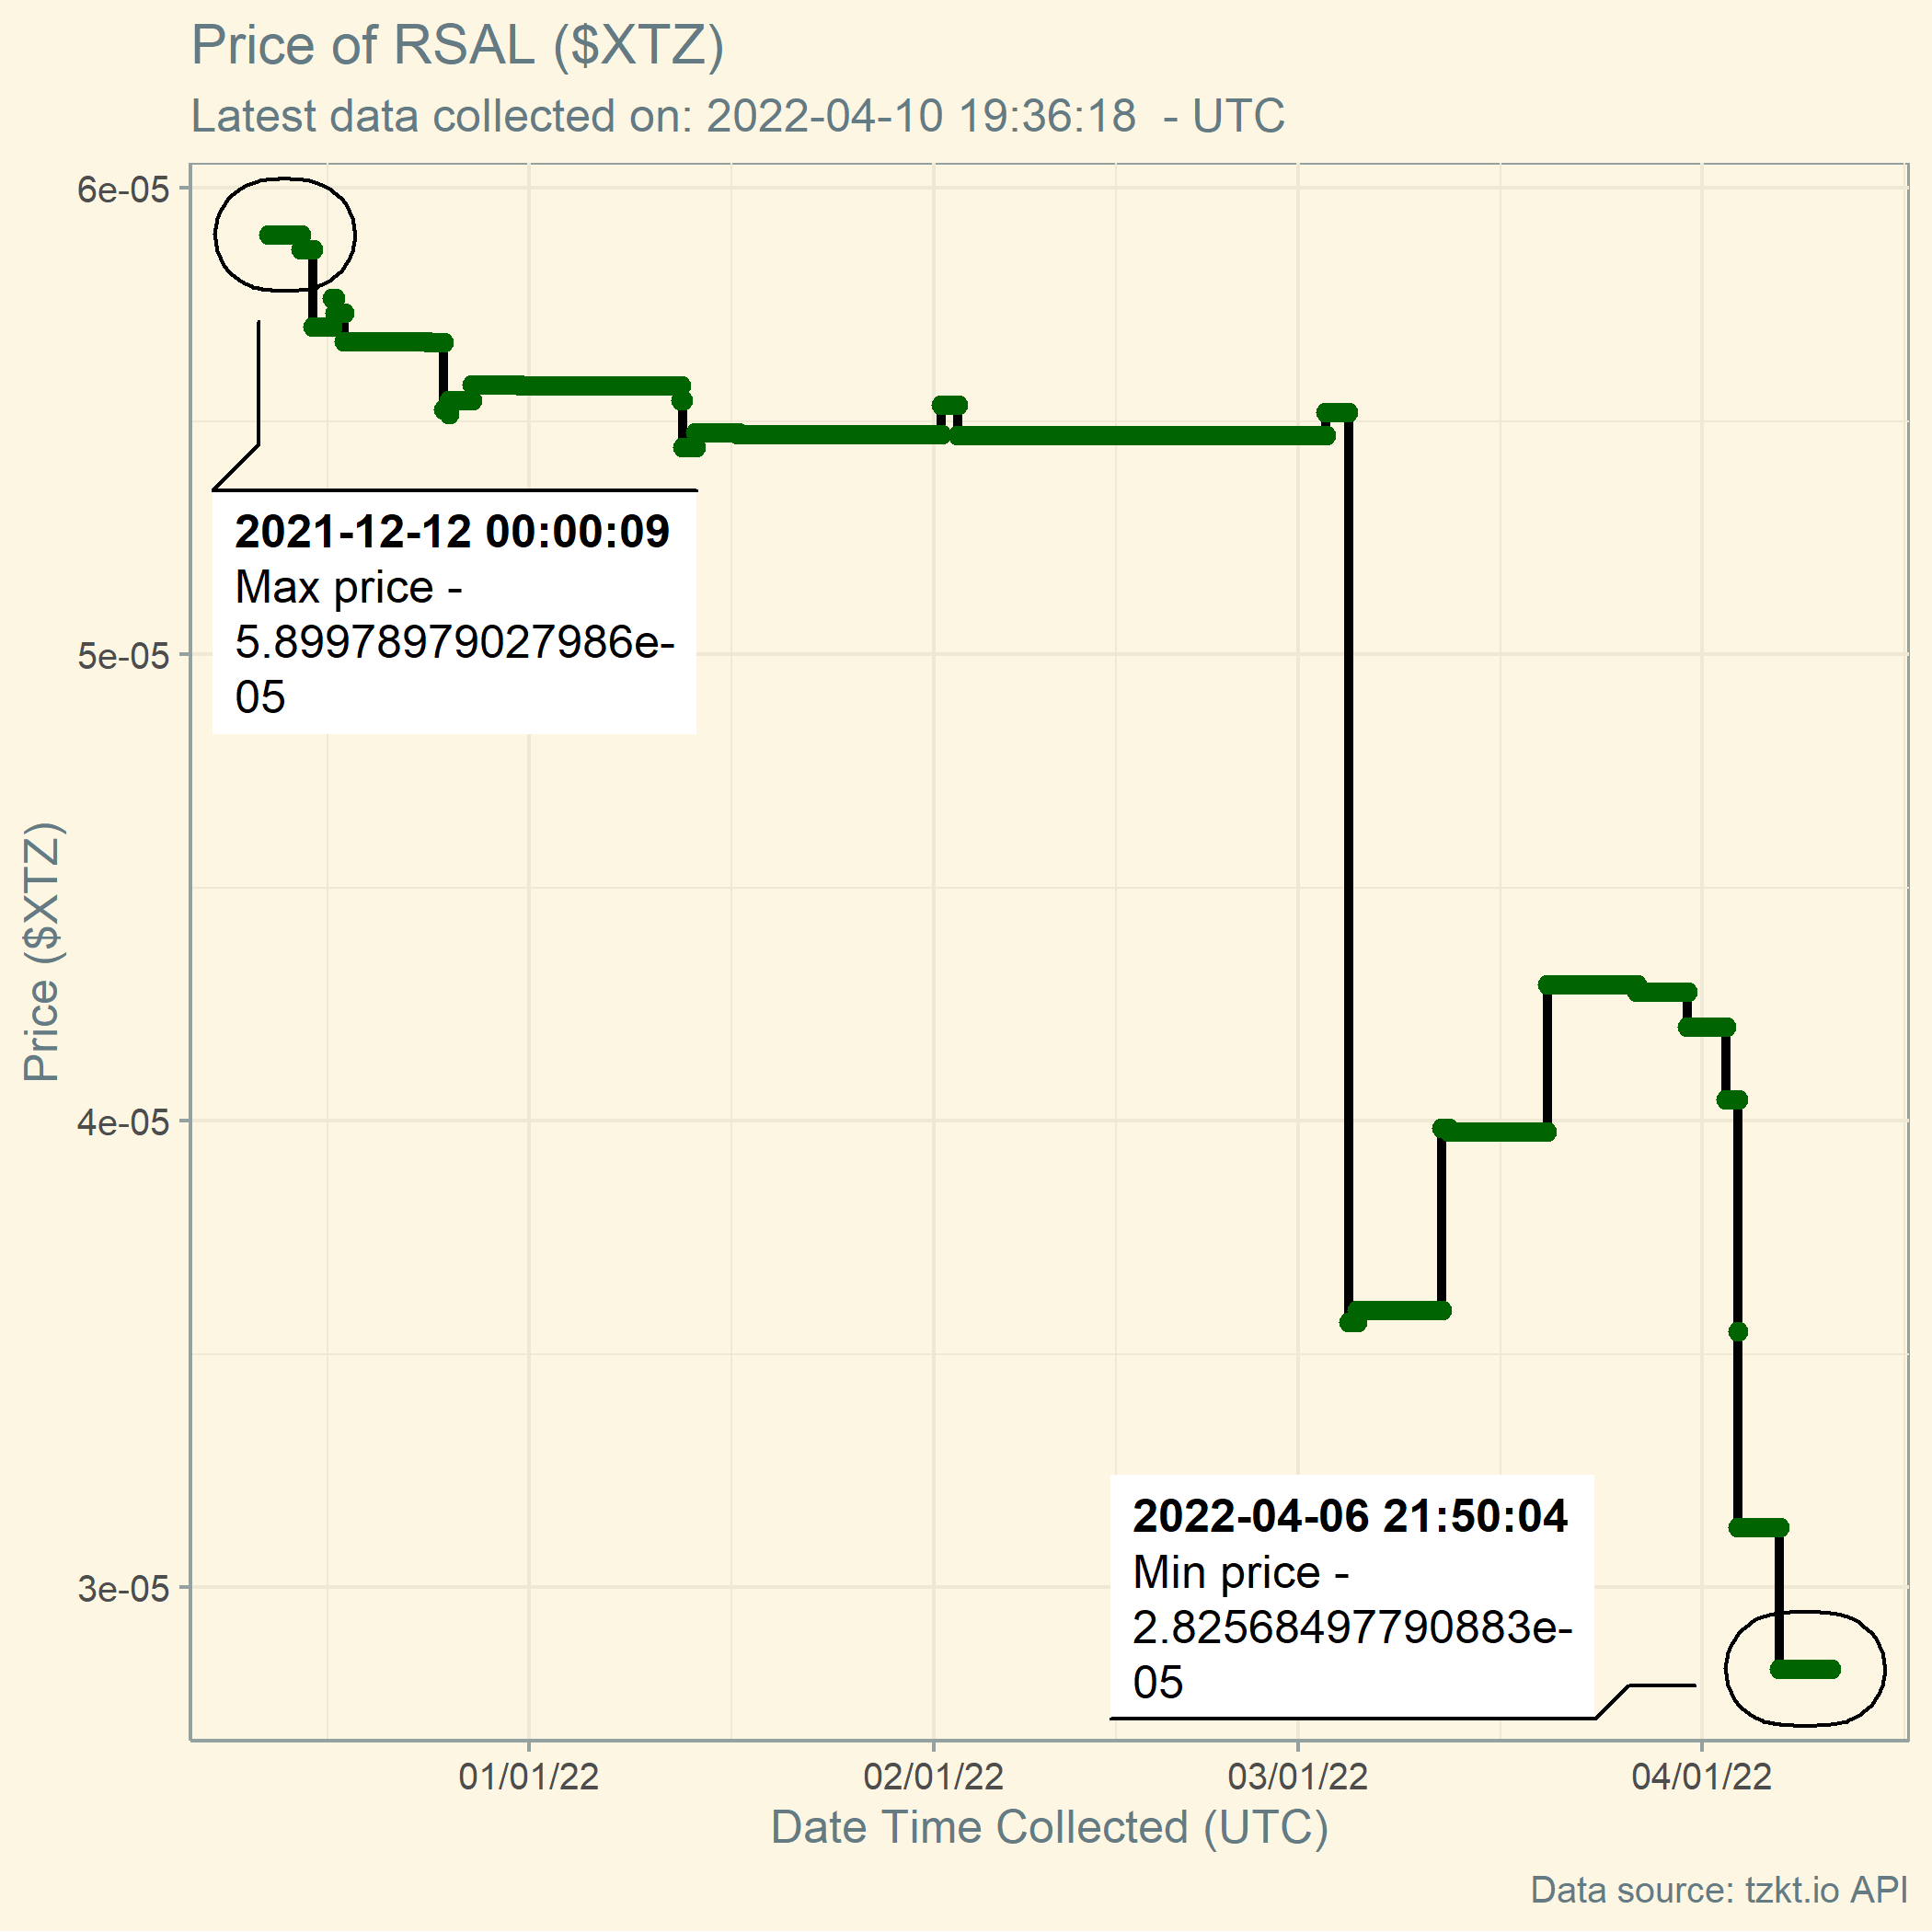 Price of RSAL ($XTZ)
Latest data collected on: 2022-04-10 19:36:18  - UTC
6e-05
5e-05
4e-05
3e-05
Price ($XTZ)
2021-12-12 00:00:09
Max price -
5.89978979027986e-
05
2022-04-06 21:50:04
Min price -
2.82568497790883e-
05
01/01/22
02/01/22
03/01/22
04/01/22
Date Time Collected (UTC)
Data source: tzkt.io API